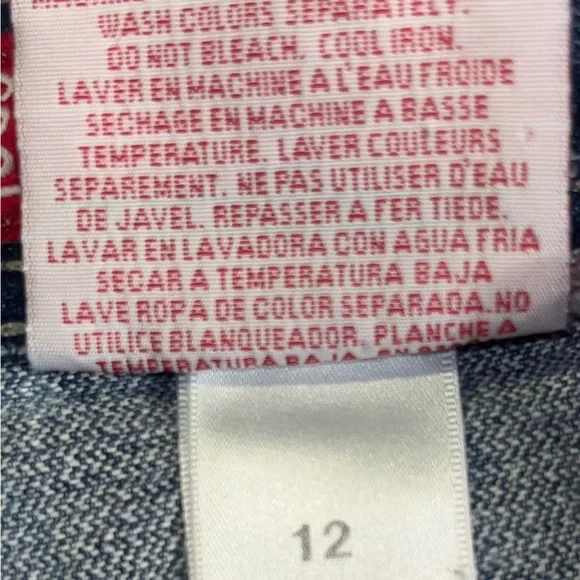 WASH COLORS SEPARATELY.
DO NOT BLEACH. COOL IRON.
LAVER EN MACHINE A L'EAU FROIDE
SECHAGE EN MACHINE A BASSE
TEMPERATURE. LAVER COULEURS
SEPAREMENT. NE PAS UTILISER D'EAU
DE JAVEL. REPASSER A FER TIEDE.
LAVAR EN LAVADORA CON AGUA FRIA
SECAR A TEMPERATURA BAJA
LAVE ROPA DE COLOR SEPARADA.NO
UTILICE BLANQUEADOR. PLANCHE A
TEMPERATURA BAJA.
12